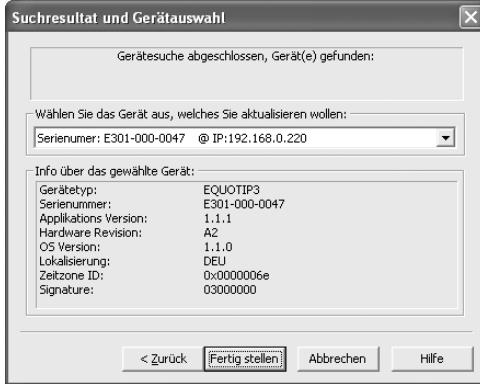 Suchresultat und Gerätauswahl
Gerätesuche abgeschlossen, Gerät(e) gefunden:
Wählen Sie das Gerät aus, welches Sie aktualisieren wollen:
Serienumer: E301-000-0047 @ IP:192.168.0.220
Info über das gewählte Gerät:
Gerätetyp: EQUOTIP3
Serienummer: E301-000-0047
Applikations Version: 1.1.1
Hardware Revision: A2
OS Version: 1.1.0
Lokalisierung: DEU
Zeitzone ID: 0x0000006e
Signature: 03000000
< Zurück Fertig stellen Abbrechen Hilfe